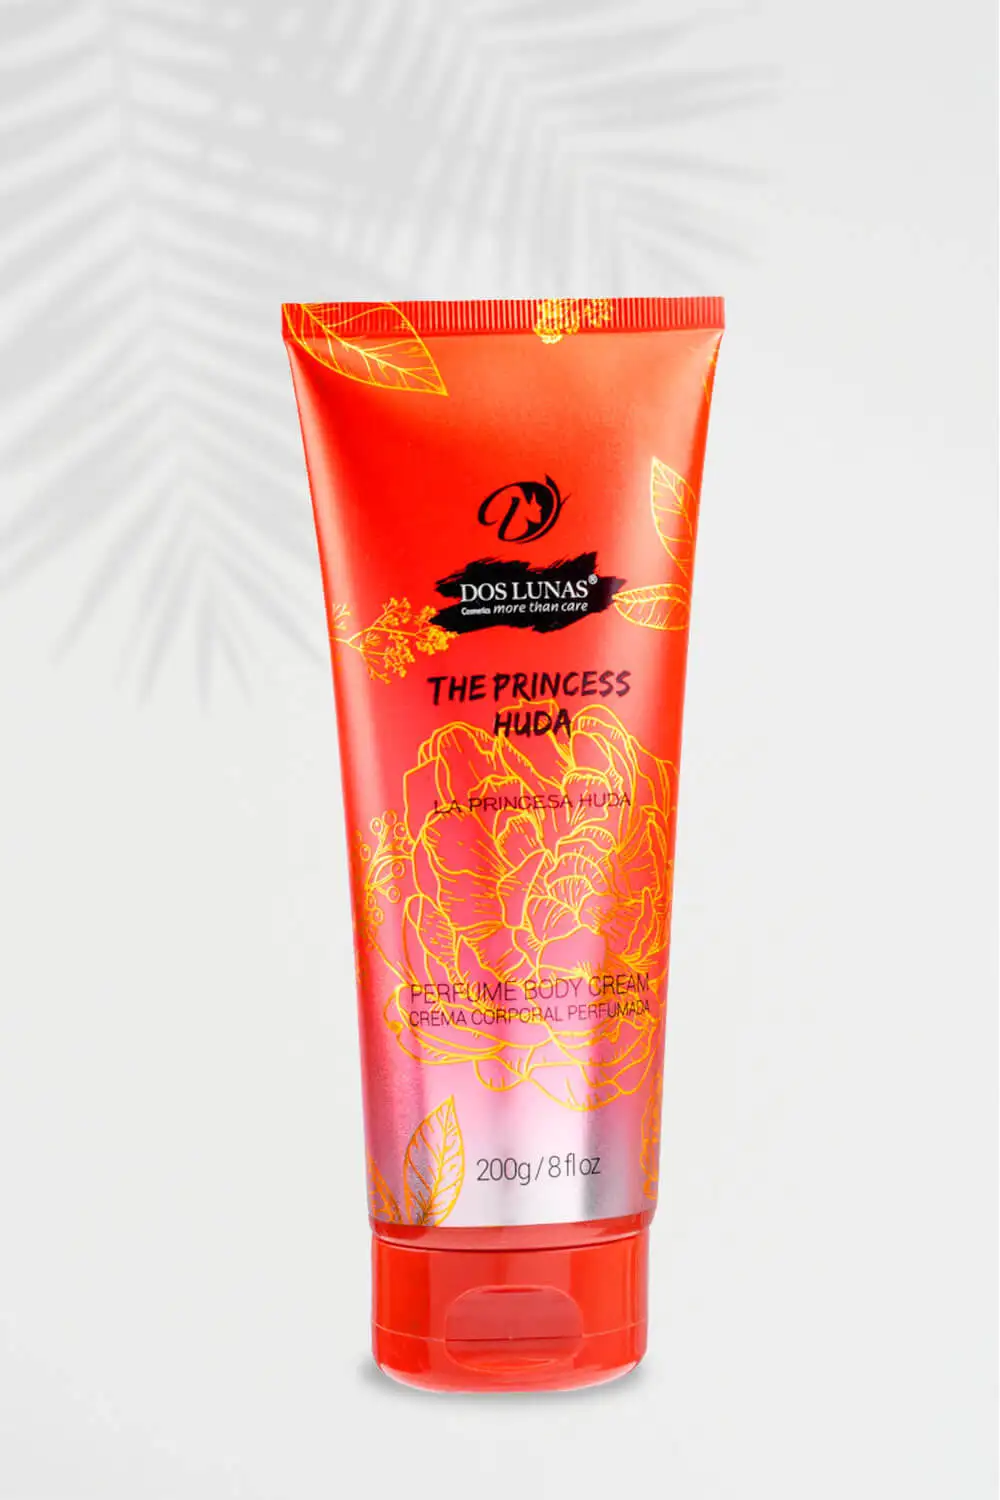 DOS LUNAS®
Cosmetics more than care
THE PRINCESS
HUDA
LA PRINCESA HUDA
PERFUME BODY CREAM
CREMA CORPORAL PERFUMADA
200g / 8 fl oz